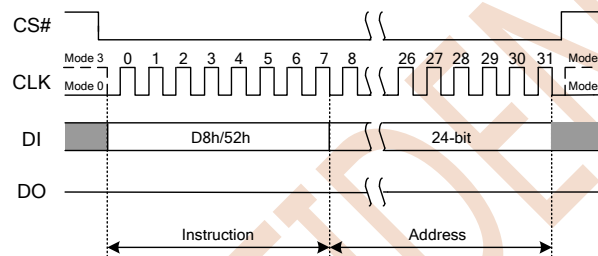 CS#
Mode 3 0 1 2 3 4 5 6 7 8 26 27 28 29 30 31 Mode
CLK
Mode 0 Mode
DI D8h/52h 24-bit
DO
Instruction Address